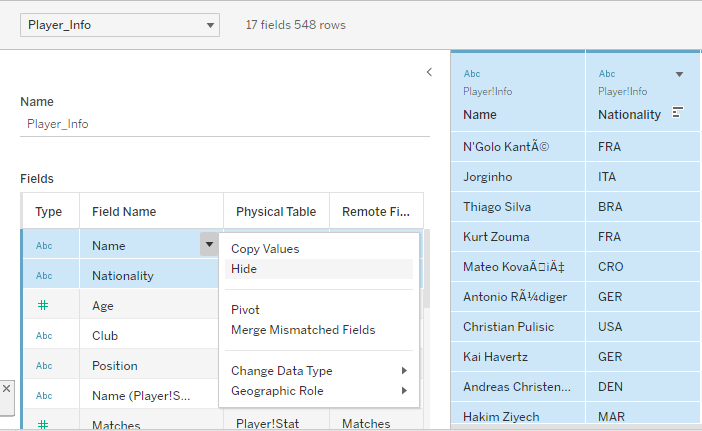 Player_Info
17 fields 548 rows
Name
Player_Info
Fields
Type Field Name Physical Table Remote Fi...
Abc Name
Abc Nationality
# Age
Abc Club
Abc Position
Abc Name (Player!S...
# Matches Player!Stat Matches
Copy Values
Hide
Pivot
Merge Mismatched Fields
Change Data Type
Geographic Role
Abc Abc
Player!Info Player!Info
Name Nationality
N'Golo KantÃ© FRA
Jorginho ITA
Thiago Silva BRA
Kurt Zouma FRA
Mateo KovaÄ□iÄ‡ CRO
Antonio RÃ¼diger GER
Christian Pulisic USA
Kai Havertz GER
Andreas Christen... DEN
Hakim Ziyech MAR